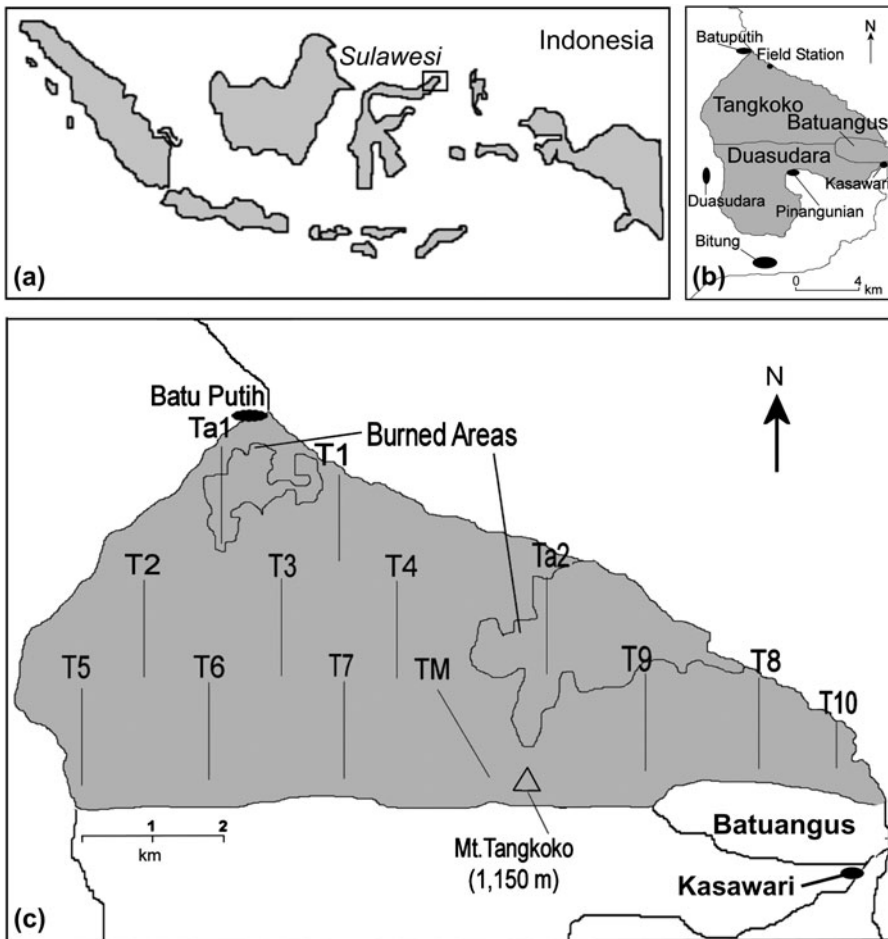 Sulawesi
Indonesia
(a)
N
Batuputih
Field Station
Tangkoko
Batuangus
Duasudara
Kasawari
Duasudara
Pinangunian
Bitung
0 4
km
(b)
N
Batu Putih
Ta1
Burned Areas
T1
T2
T3
T4
Ta2
T5
T6
T7
TM
T9
T8
T10
1 2
km
Mt.Tangkoko
(1,150 m)
Batuangus
Kasawari
(c)